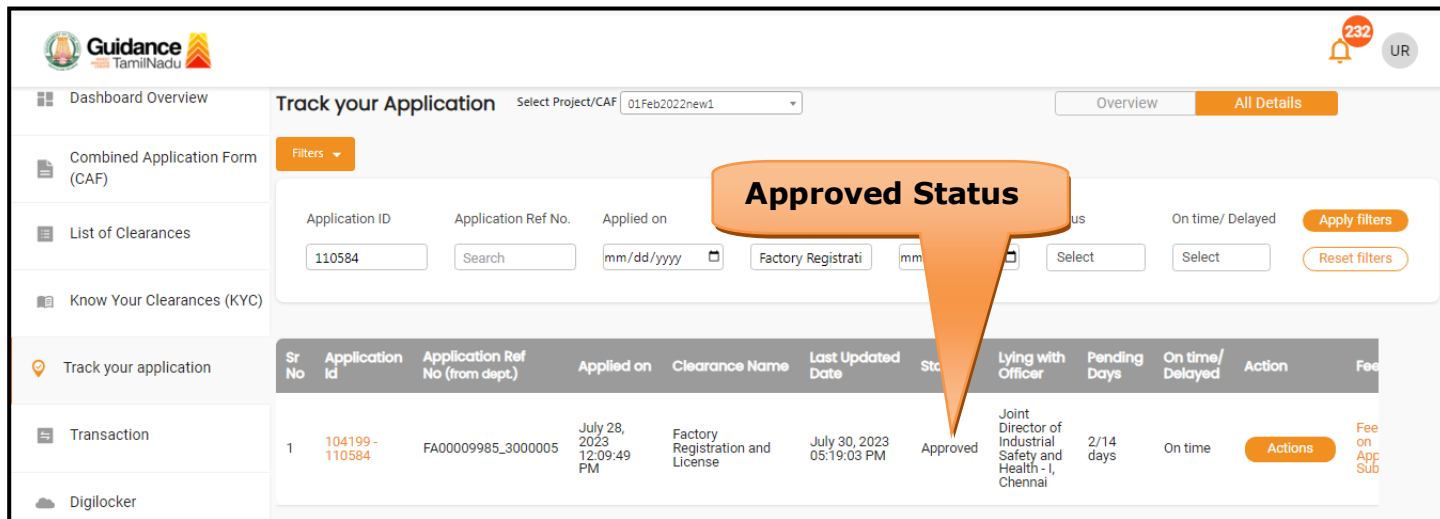 Guidance
TamilNadu
232
UR
Dashboard Overview
Track your Application
Select Project/CAF
01Feb2022new1
Overview
All Details
Combined Application Form
(CAF)
Filters
Approved Status
List of Clearances
Application ID
Application Ref No.
Applied on
On time/ Delayed
Apply filters
110584
Search
mm/dd/yyyy
Factory Registrati
Select
Select
Reset filters
Know Your Clearances (KYC)
Track your application
Sr
No
Application
Id
Application Ref
No (from dept.)
Applied on
Clearance Name
Last Updated
Date
Lying with
Officer
Pending
Days
On time/
Delayed
Action
Transaction
1
104199 -
110584
FA00009985_3000005
July 28,
2023
12:09:49
PM
Factory
Registration and
License
July 30, 2023
05:19:03 PM
Approved
Joint
Director of
Industrial
Safety and
Health - I,
Chennai
2/14
days
On time
Actions
Fee
on
App
Sub
Digilocker